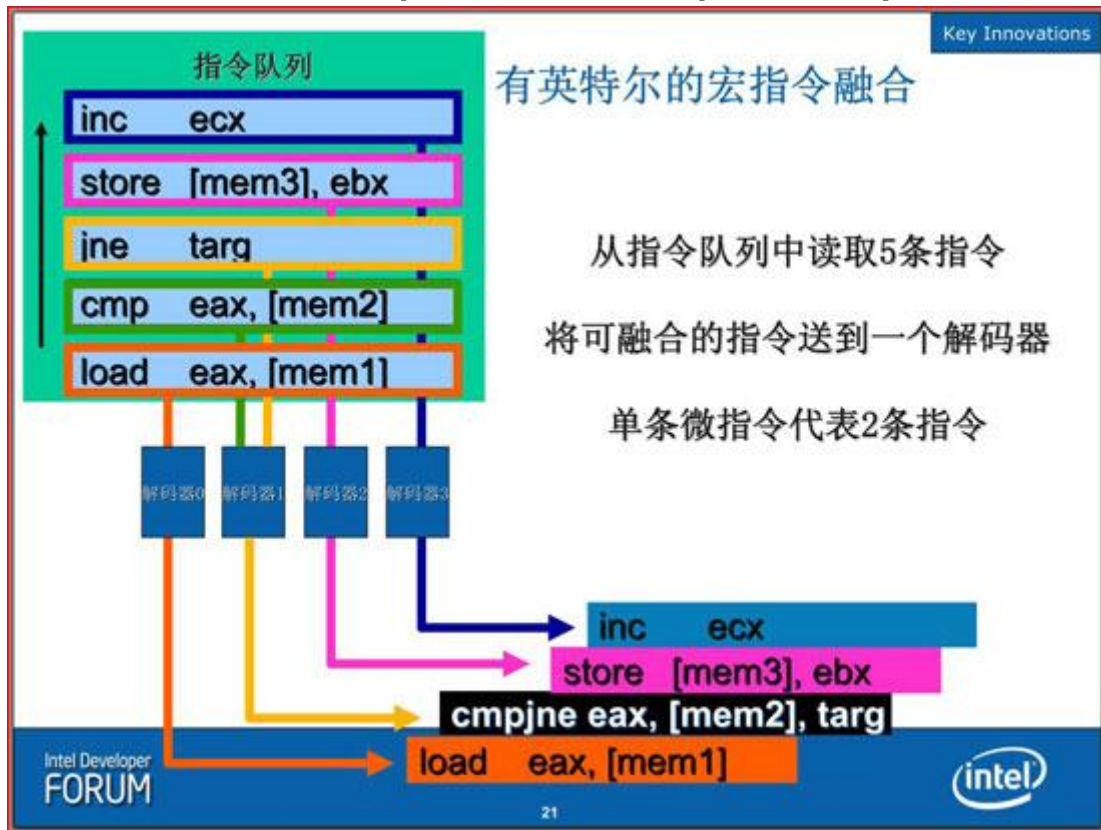 Key Innovations
指令队列
有英特尔的宏指令融合
inc ecx
store [mem3], ebx
jne targ
cmp eax, [mem2]
load eax, [mem1]
从指令队列中读取5条指令
将可融合的指令送到一个解码器
单条微指令代表2条指令
解码器0 解码器1 解码器2 解码器3
inc ecx
store [mem3], ebx
cmpjne eax, [mem2], targ
load eax, [mem1]
Intel Developer
FORUM
21
intel